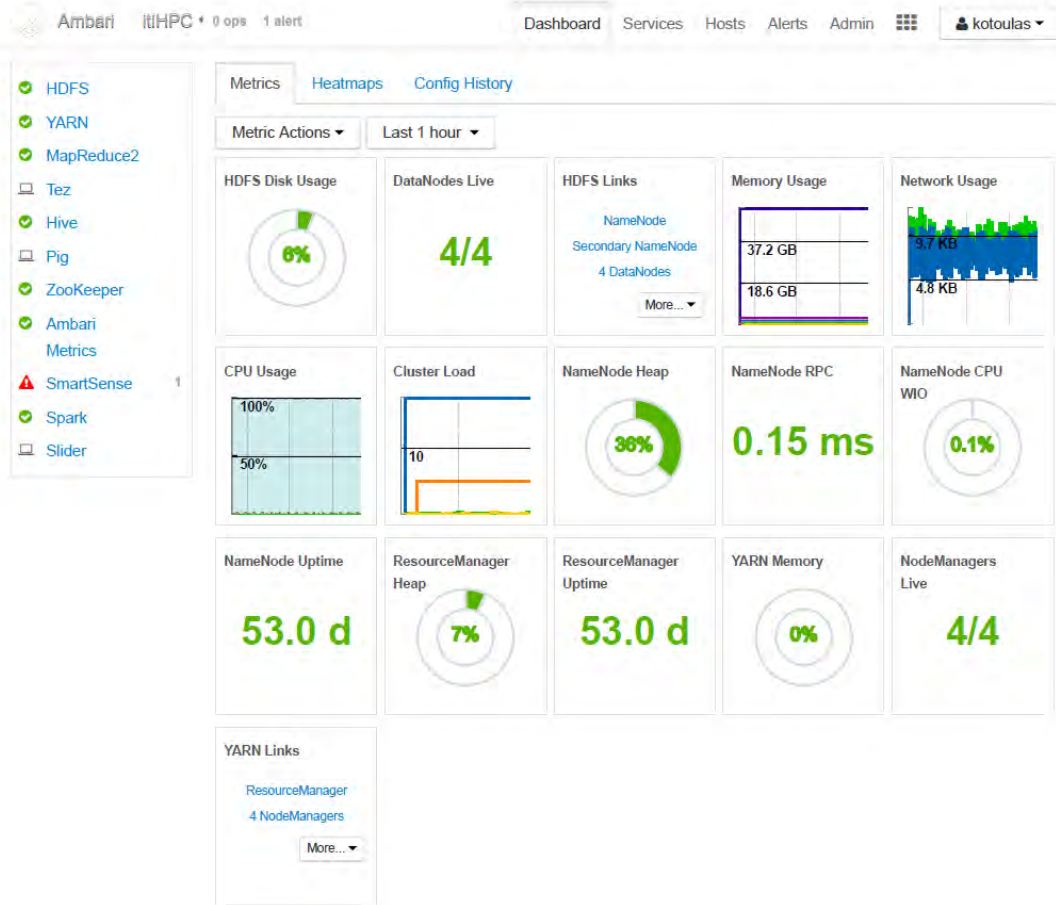 Ambari itiHPC 0 ops 1 alert Dashboard Services Hosts Alerts Admin kotoulas
HDFS
YARN
MapReduce2
Tez
Hive
Pig
ZooKeeper
Ambari
Metrics
SmartSense 1
Spark
Slider
Metrics Heatmaps Config History
Metric Actions Last 1 hour
HDFS Disk Usage
6%
DataNodes Live
4/4
HDFS Links
NameNode
Secondary NameNode
4 DataNodes
More...
Memory Usage
37.2 GB
18.6 GB
Network Usage
9.7 KB
4.8 KB
CPU Usage
100%
50%
Cluster Load
10
NameNode Heap
36%
NameNode RPC
0.15 ms
NameNode CPU
WIO
0.1%
NameNode Uptime
53.0 d
ResourceManager
Heap
7%
ResourceManager
Uptime
53.0 d
YARN Memory
0%
NodeManagers
Live
4/4
YARN Links
ResourceManager
4 NodeManagers
More...